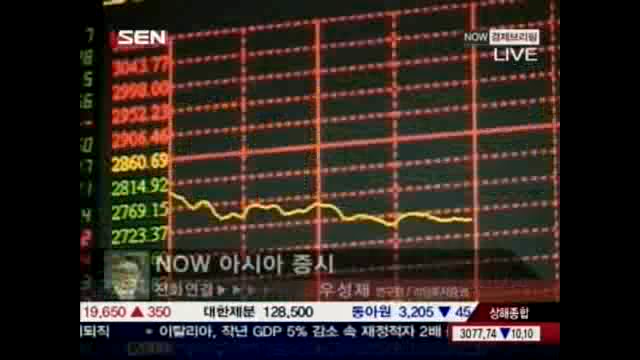 SEN
NOW 경제브리핑
LIVE
3043.77
2998.00
2952.23
2906.46
2860.69
2814.92
2769.15
2723.37
NOW 아시아 증시
전화연결 ▶▶▶▶ 우성재
19,650 ▲ 350 대한제분 128,500 동아원 3,205 ▼ 45 상해종합
퇴직 • 이탈리아, 작년 GDP 5% 감소 속 재정적자 2배 3077,74 ▼10,10